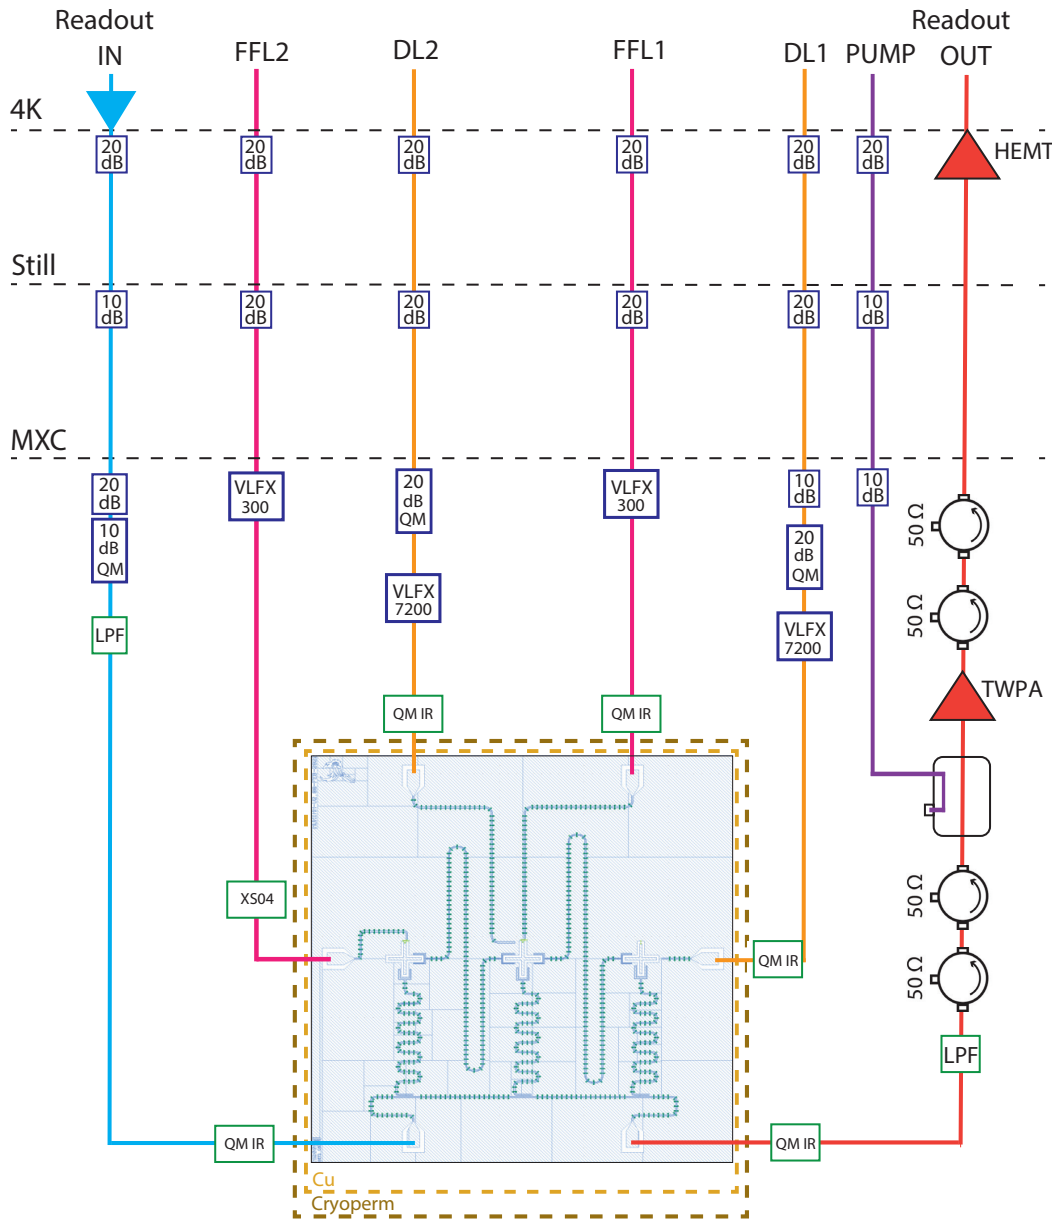 Readout
IN
FFL2
DL2
FFL1
DL1
PUMP
Readout
OUT
4K
20
dB
20
dB
20
dB
20
dB
20
dB
20
dB
HEMT
Still
10
dB
20
dB
20
dB
20
dB
20
dB
10
dB
MXC
20
dB
10
dB
QM
LPF
VLFX
300
20
dB
QM
VLFX
7200
VLFX
300
10
dB
20
dB
QM
VLFX
7200
10
dB
50 Ω
50 Ω
TWPA
QM IR
QM IR
XS04
QM IR
50 Ω
50 Ω
LPF
QM IR
QM IR
Cu
Cryoperm